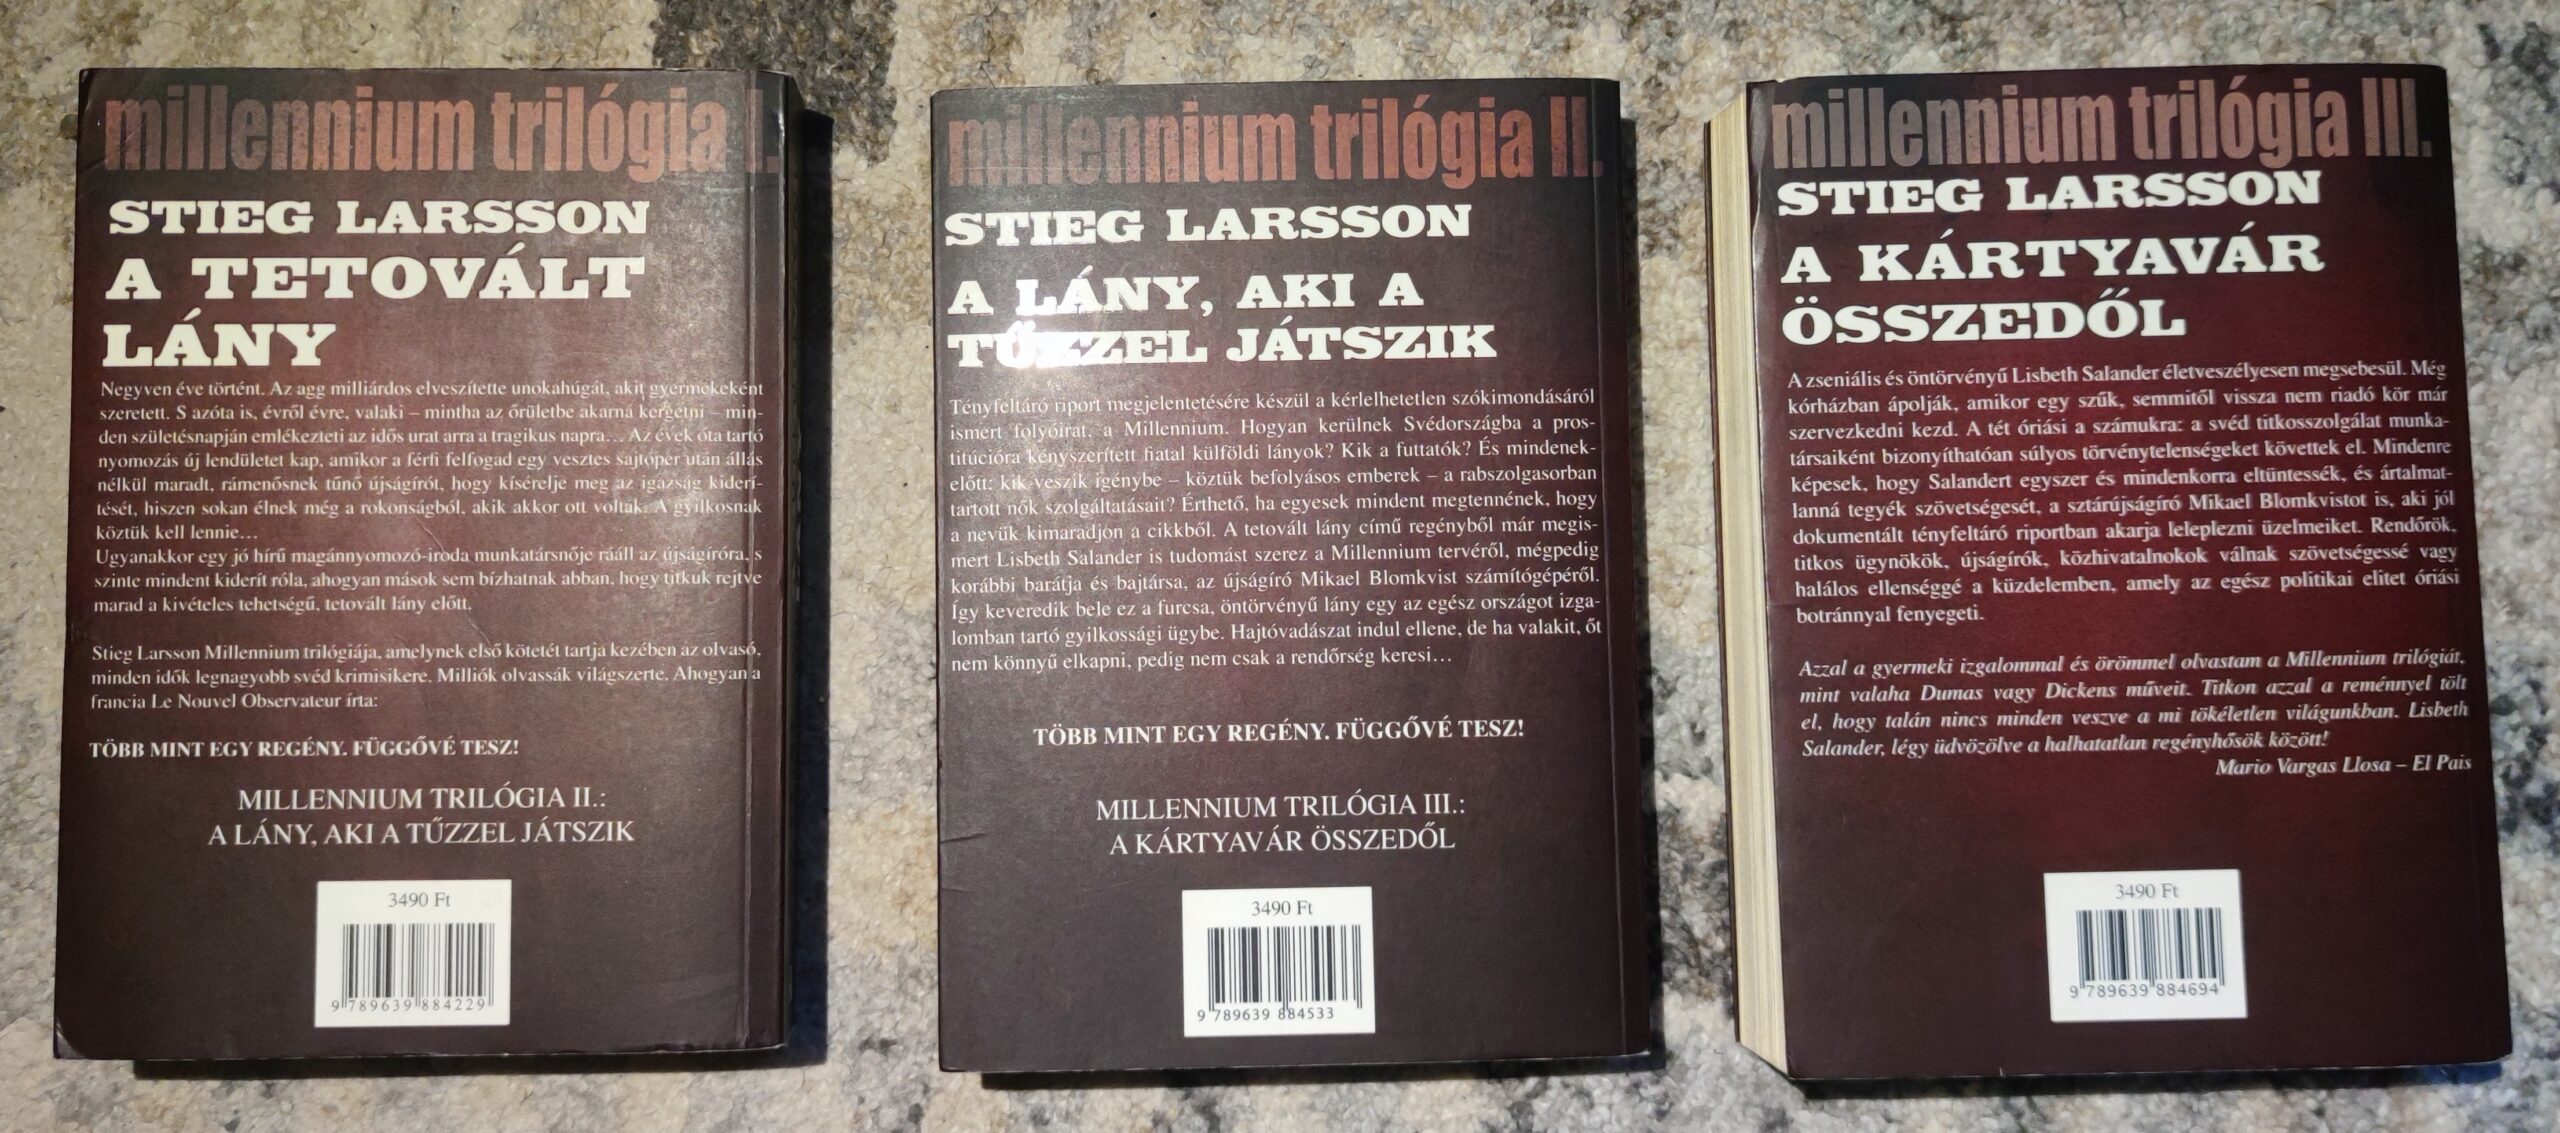 millennium trilógia I.
STIEG LARSSON
A TETOVÁLT
LÁNY
Negyven éve történt. Az agg milliárdos elveszítette unokahúgát, akit gyermekeként
szeretett. S azóta is, évről évre, valaki – mintha az őrületbe akarná kergetni – min-
den születésnapján emlékezteti az idős urat arra a tragikus napra… Az évek óta tartó
nyomozás új lendületet kap, amikor a férfi felfogad egy vesztes sajtóper után állás
nélkül maradt, rámenősnek tűnő újságírót, hogy kísérelje meg az igazság kiderí-
tését, hiszen sokan élnek még a rokonságból, akik akkor ott voltak. A gyilkosnak
köztük kell lennie…
Ugyanakkor egy jó hírű magánnyomozó-iroda munkatársnője rááll az újságíróra, s
szinte mindent kiderít róla, ahogyan mások sem bízhatnak abban, hogy titkuk rejtve
marad a kivételes tehetségű, tetovált lány előtt.
Stieg Larsson Millennium trilógiája, amelynek első kötetét tartja kezében az olvasó,
minden idők legnagyobb svéd krimisikere. Milliók olvassák világszerte. Ahogyan a
francia Le Nouvel Observateur írta:
TÖBB MINT EGY REGÉNY. FÜGGŐVÉ TESZ!
MILLENNIUM TRILÓGIA II.:
A LÁNY, AKI A TŰZZEL JÁTSZIK
3490 Ft
9 789639 884229
millennium trilógia II.
STIEG LARSSON
A LÁNY, AKI A
TŰZZEL JÁTSZIK
Tényfeltáró riport megjelentetésére készül a kérlelhetetlen szókimondásáról
ismert folyóirat, a Millennium. Hogyan kerülnek Svédországba a pros-
titúcióra kényszerített fiatal külföldi lányok? Kik a futtatók? És mindenek-
előtt: kik veszik igénybe – köztük befolyásos emberek – a rabszolgasorban
tartott nők szolgáltatásait? Érthető, ha egyesek mindent megtennének, hogy
a nevük kimaradjon a cikkből. A tetovált lány című regényből már megis-
mert Lisbeth Salander is tudomást szerez a Millennium tervéről, mégpedig
korábbi barátja és bajtársa, az újságíró Mikael Blomkvist számítógépéről.
Így keveredik bele ez a furcsa, öntörvényű lány egy az egész országot izga-
lomban tartó gyilkossági ügybe. Hajtóvadászat indul ellene, de ha valakit, őt
nem könnyű elkapni, pedig nem csak a rendőrség keresi…
TÖBB MINT EGY REGÉNY. FÜGGŐVÉ TESZ!
MILLENNIUM TRILÓGIA III.:
A KÁRTYAVÁR ÖSSZEDŐL
3490 Ft
9 789639 884533
millennium trilógia III.
STIEG LARSSON
A KÁRTYAVÁR
ÖSSZEDŐL
A zseniális és öntörvényű Lisbeth Salander életveszélyesen megsebesül. Még
kórházban ápolják, amikor egy szűk, semmitől vissza nem riadó kör már
szervezkedni kezd. A tét óriási a számukra: a svéd titkosszolgálat munka-
társaiként bizonyíthatóan súlyos törvénytelenségeket követtek el. Mindenre
képesek, hogy Salandert egyszer és mindenkorra eltüntessék, és ártalmat-
lanná tegyék szövetségesét, a sztárújságíró Mikael Blomkvistot is, aki jól
dokumentált tényfeltáró riportban akarja leleplezni üzelmeiket. Rendőrök,
titkos ügynökök, újságírók, közhivatalnokok válnak szövetségessé vagy
halálos ellenséggé a küzdelemben, amely az egész politikai elitet óriási
botránnyal fenyegeti.
Azzal a gyermeki izgalommal és örömmel olvastam a Millennium trilógiát,
mint valaha Dumas vagy Dickens műveit. Titkon azzal a reménnyel tölt
el, hogy talán nincs minden veszve a mi tökéletlen világunkban. Lisbeth
Salander, légy üdvözölve a halhatatlan regényhősök között!
Mario Vargas Llosa – El Pais
3490 Ft
9 789639 884694